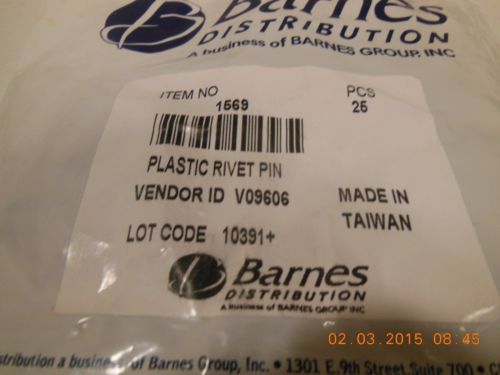 Barnes
DISTRIBUTION
A business of BARNES GROUP, INC
ITEM NO
1569
PCS
25
PLASTIC RIVET PIN
VENDOR ID V09606
LOT CODE 10391+
MADE IN
TAIWAN
Barnes
DISTRIBUTION
A business of BARNES GROUP INC
02.03.2015 08:45
stribution a business of Barnes Group, Inc. • 1301 E. 9th Street Suite 700 •